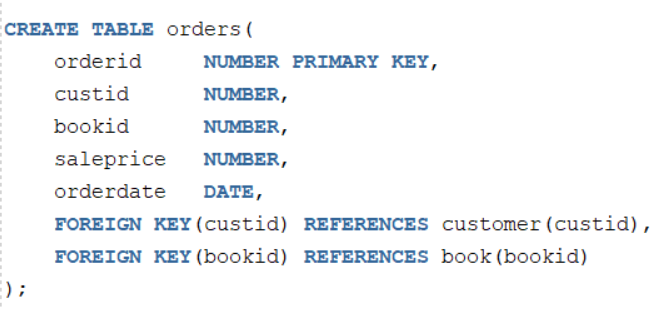 CREATE TABLE orders(
    orderid     NUMBER PRIMARY KEY,
    custid      NUMBER,
    bookid      NUMBER,
    saleprice   NUMBER,
    orderdate   DATE,
    FOREIGN KEY(custid) REFERENCES customer(custid),
    FOREIGN KEY(bookid) REFERENCES book(bookid)
);